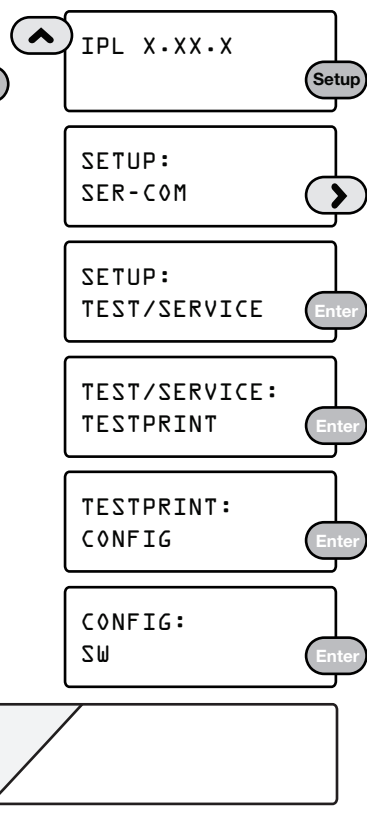 IPL X.XX.X
Setup
SETUP:
SER-COM
SETUP:
TEST/SERVICE
Enter
TEST/SERVICE:
TESTPRINT
Enter
TESTPRINT:
CONFIG
Enter
CONFIG:
SW
Enter